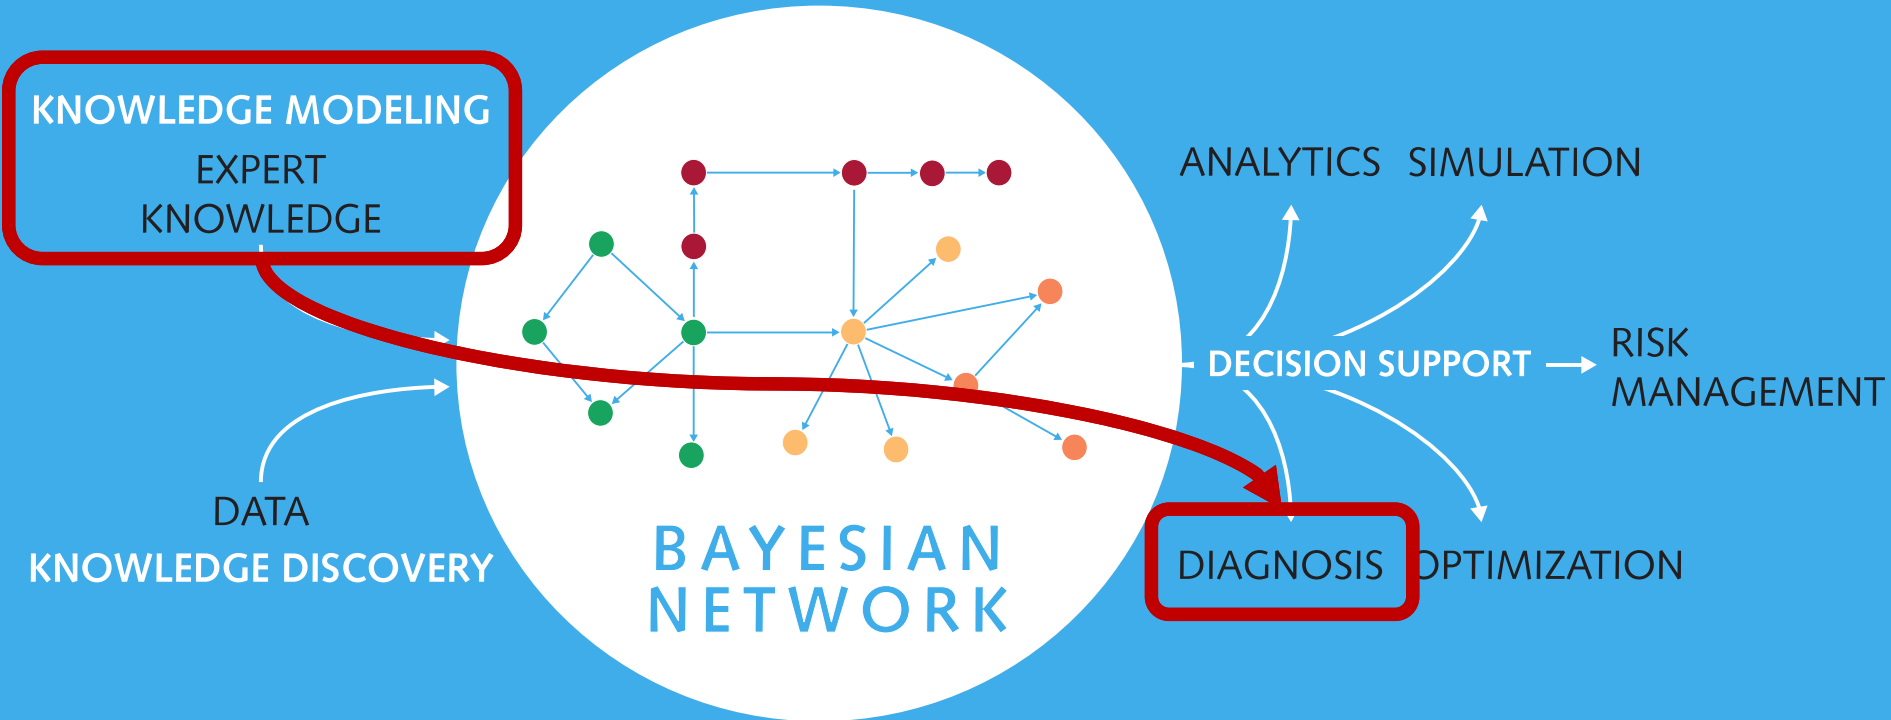 KNOWLEDGE MODELING
EXPERT
KNOWLEDGE
DATA
KNOWLEDGE DISCOVERY
BAYESIAN
NETWORK
ANALYTICS
SIMULATION
DECISION SUPPORT
RISK
MANAGEMENT
DIAGNOSIS
OPTIMIZATION